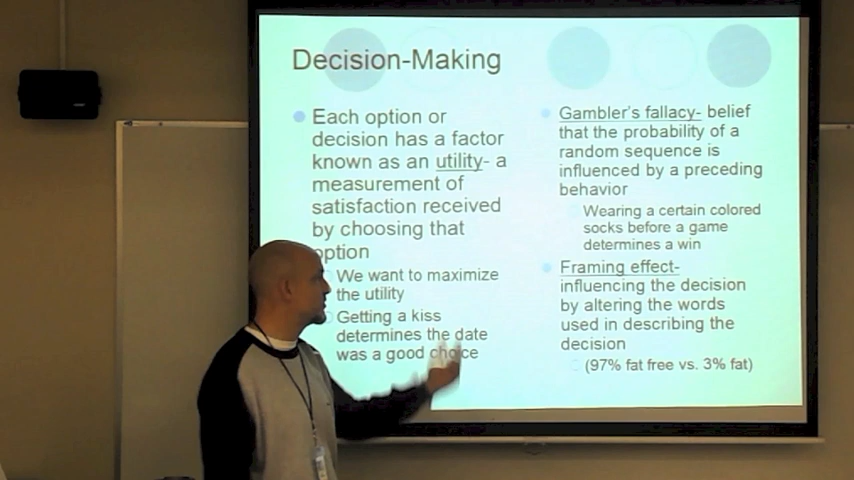 Decision-Making
Each option or
decision has a factor
known as an utility- a
measurement of
satisfaction received
by choosing that
option
We want to maximize
the utility
Getting a kiss
determines the date
was a good choice
Gambler's fallacy- belief
that the probability of a
random sequence is
influenced by a preceding
behavior
Wearing a certain colored
socks before a game
determines a win
Framing effect-
influencing the decision
by altering the words
used in describing the
decision
(97% fat free vs. 3% fat)